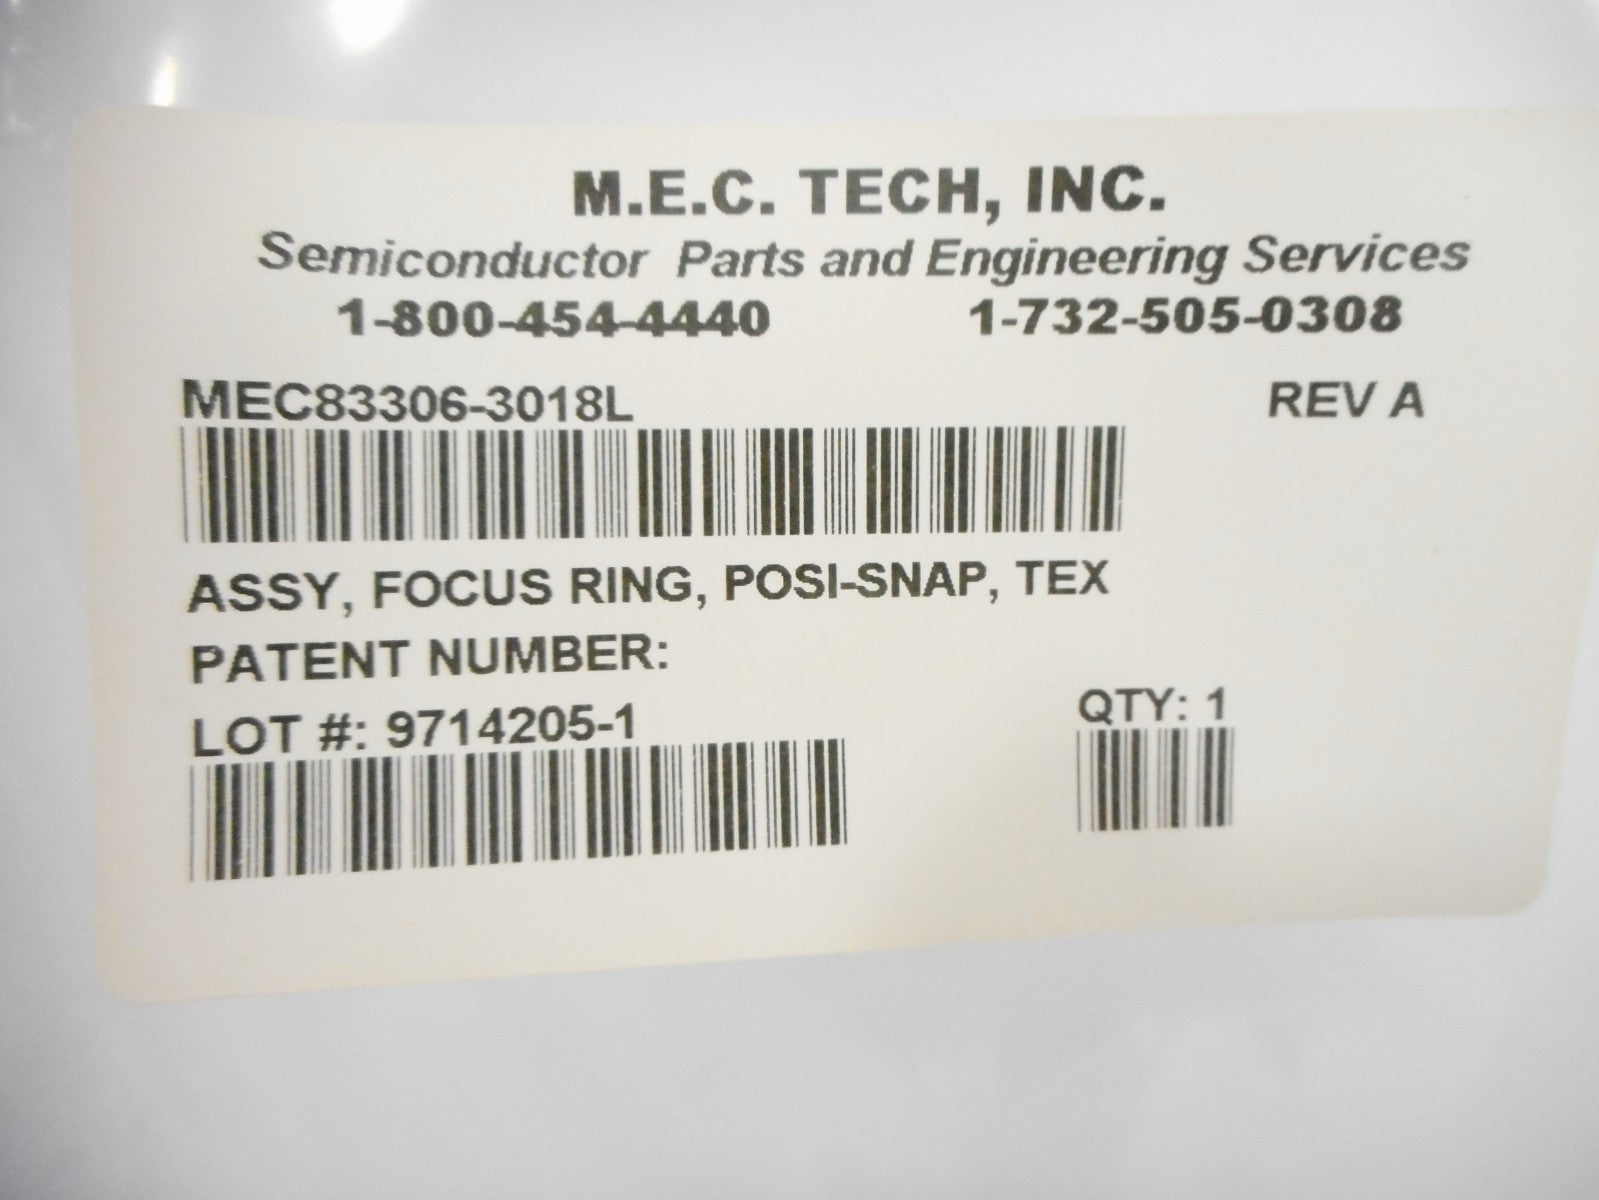 M.E.C. TECH, INC.
Semiconductor Parts and Engineering Services
1-800-454-4440 1-732-505-0308
MEC83306-3018L REV A
ASSY, FOCUS RING, POSI-SNAP, TEX
PATENT NUMBER:
LOT #: 9714205-1 QTY: 1